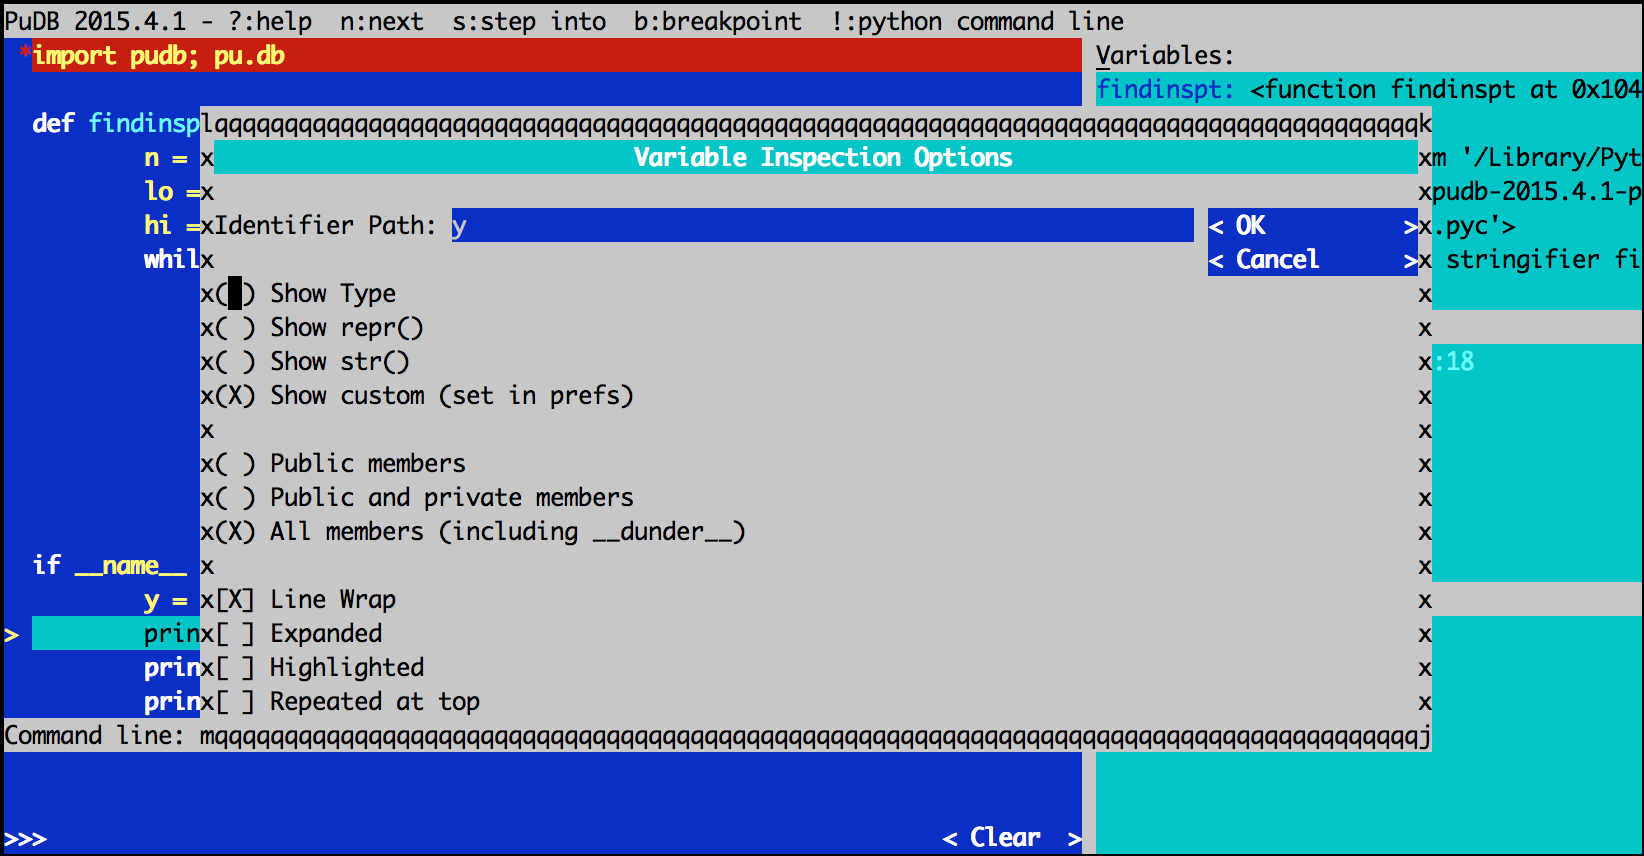 PuDB 2015.4.1 - ?:help  n:next  s:step into  b:breakpoint  !:python command line
*import pudb; pu.db
Variables:
findinspt: <function findinspt at 0x104
def findinsplqqqqqqqqqqqqqqqqqqqqqqqqqqqqqqqqqqqqqqqqqqqqqqqqqqqqqqqqqqqqqqqqqqqqqqqqqqqqqqqqqqqqqqk
n = x Variable Inspection Options xm '/Library/Pyt
lo =x xpudb-2015.4.1-p
hi =xIdentifier Path: y < OK >x.pyc'>
whilx < Cancel >x stringifier fi
x( ) Show Type x
x( ) Show repr() x
x( ) Show str() x:18
x(X) Show custom (set in prefs) x
x x
x( ) Public members x
x( ) Public and private members x
x(X) All members (including __dunder__) x
if __name__ x x
y = x[X] Line Wrap x
> prinx[ ] Expanded x
prinx[ ] Highlighted x
prinx[ ] Repeated at top x
Command line: mqqqqqqqqqqqqqqqqqqqqqqqqqqqqqqqqqqqqqqqqqqqqqqqqqqqqqqqqqqqqqqqqqqqqqqqqqqqqqqqqqqqqqqj
>>> < Clear >